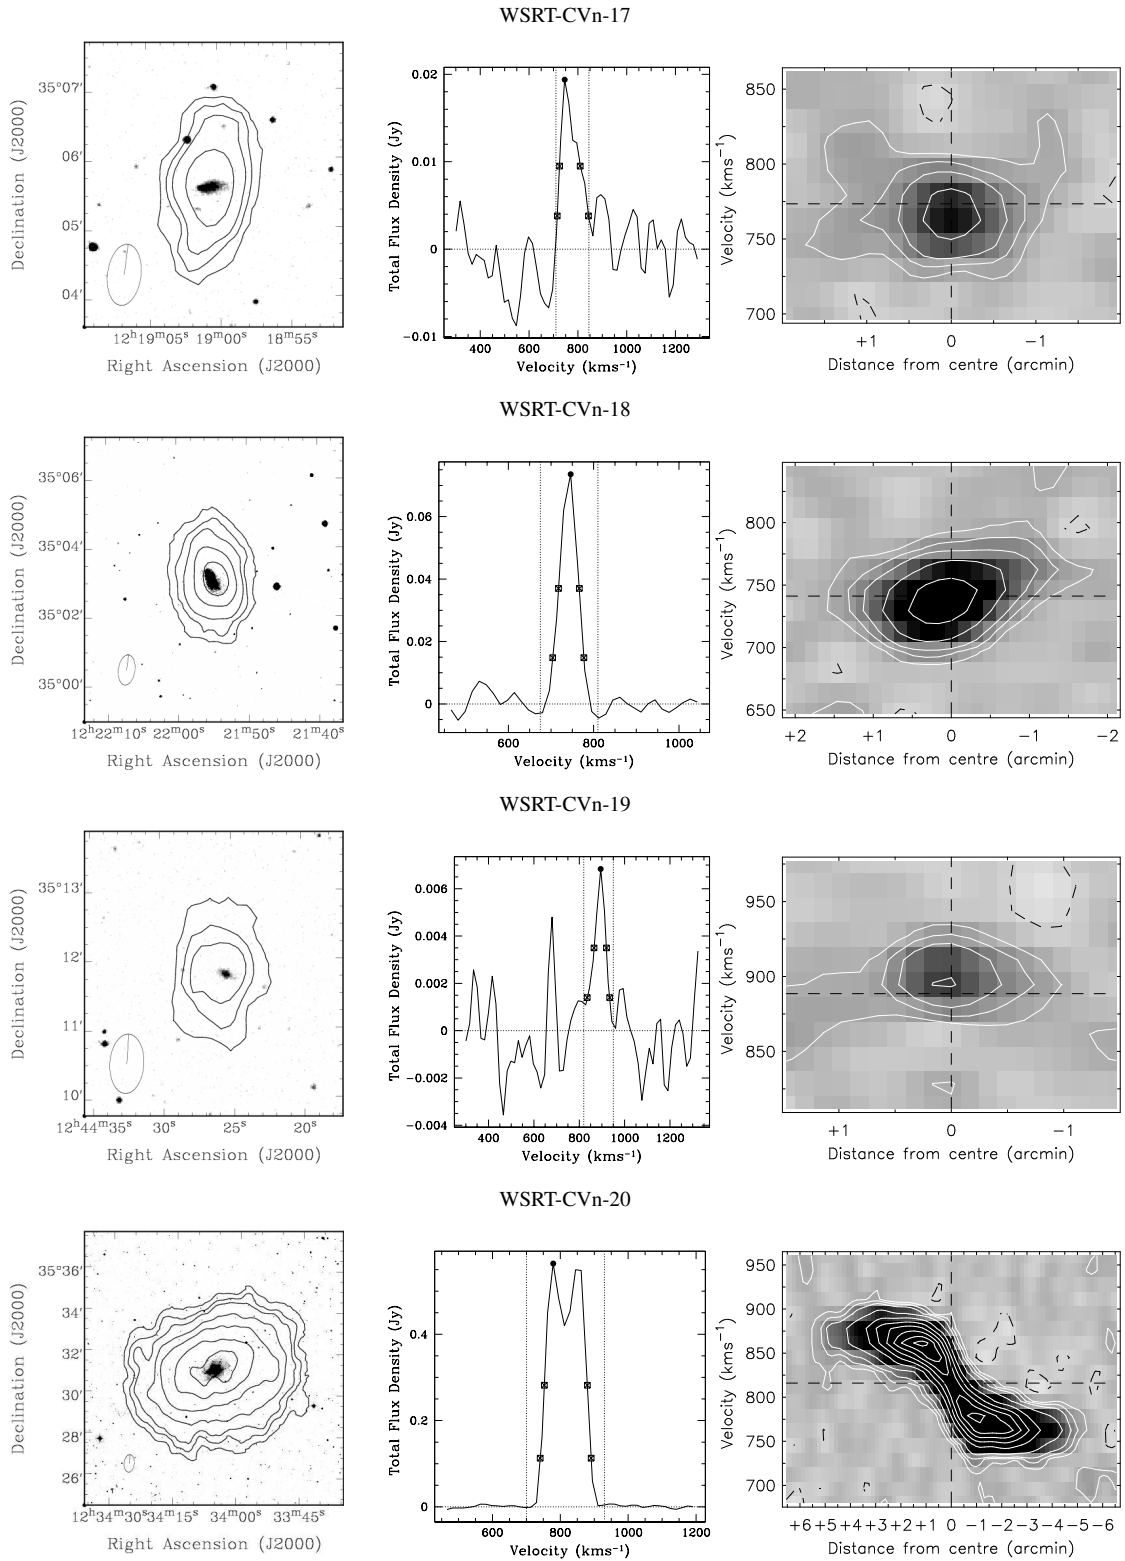 WSRT-CVn-17
35°07′
06′
05′
04′
12ʰ19ᵐ05ˢ 19ᵐ00ˢ 18ᵐ55ˢ
Right Ascension (J2000)
Declination (J2000)
0.02
0.01
0
−0.01
400 600 800 1000 1200
Velocity (kms⁻¹)
Total Flux Density (Jy)
850
800
750
700
+1 0 −1
Distance from centre (arcmin)
Velocity (kms⁻¹)
WSRT-CVn-18
35°06′
35°04′
35°02′
35°00′
12ʰ22ᵐ10ˢ 22ᵐ00ˢ 21ᵐ50ˢ 21ᵐ40ˢ
Right Ascension (J2000)
Declination (J2000)
0.06
0.04
0.02
0
600 800 1000
Velocity (kms⁻¹)
Total Flux Density (Jy)
800
750
700
650
+2 +1 0 −1 −2
Distance from centre (arcmin)
Velocity (kms⁻¹)
WSRT-CVn-19
35°13′
12′
11′
10′
12ʰ44ᵐ35ˢ 30ˢ 25ˢ 20ˢ
Right Ascension (J2000)
Declination (J2000)
0.006
0.004
0.002
0
−0.002
−0.004
400 600 800 1000 1200
Velocity (kms⁻¹)
Total Flux Density (Jy)
950
900
850
+1 0 −1
Distance from centre (arcmin)
Velocity (kms⁻¹)
WSRT-CVn-20
35°36′
34′
32′
30′
28′
26′
12ʰ34ᵐ30ˢ 34ᵐ15ˢ 34ᵐ00ˢ 33ᵐ45ˢ
Right Ascension (J2000)
Declination (J2000)
0.4
0.2
0
600 800 1000 1200
Velocity (kms⁻¹)
Total Flux Density (Jy)
950
900
850
800
750
700
+6 +5 +4 +3 +2 +1 0 −1 −2 −3 −4 −5 −6
Distance from centre (arcmin)
Velocity (kms⁻¹)